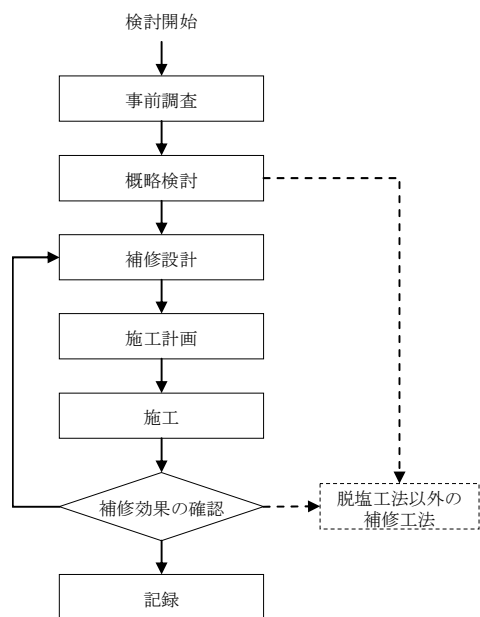 検討開始
事前調査
概略検討
補修設計
施工計画
施工
補修効果の確認
脱塩工法以外の
補修工法
記録